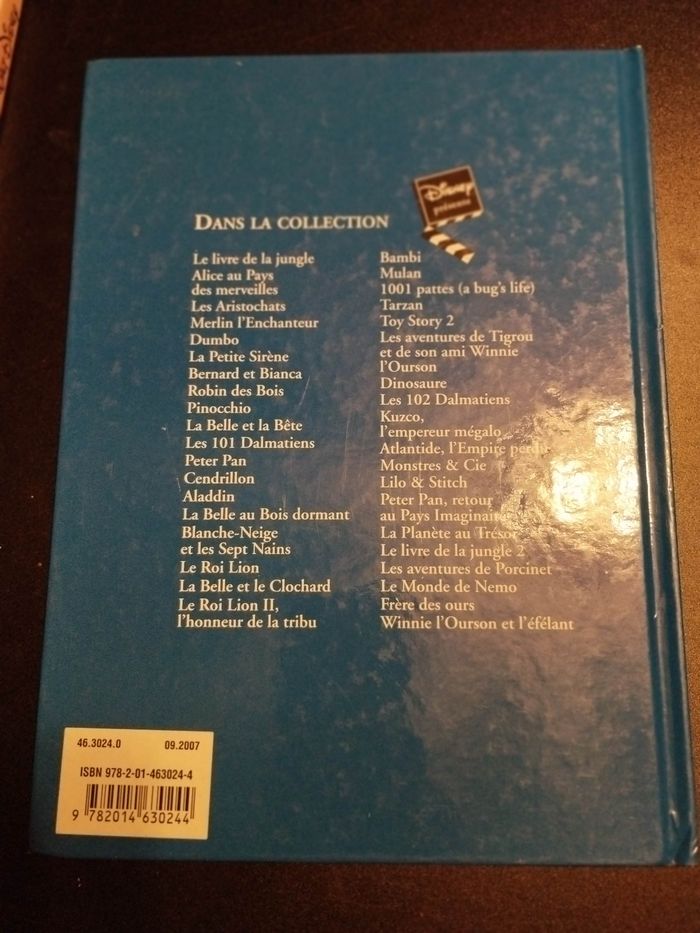 Disney
présente
DANS LA COLLECTION
Le livre de la jungle
Alice au Pays
des merveilles
Les Aristochats
Merlin l'Enchanteur
Dumbo
La Petite Sirène
Bernard et Bianca
Robin des Bois
Pinocchio
La Belle et la Bête
Les 101 Dalmatiens
Peter Pan
Cendrillon
Aladdin
La Belle au Bois dormant
Blanche-Neige
et les Sept Nains
Le Roi Lion
La Belle et le Clochard
Le Roi Lion II,
l'honneur de la tribu
Bambi
Mulan
1001 pattes (a bug's life)
Tarzan
Toy Story 2
Les aventures de Tigrou
et de son ami Winnie
l'Ourson
Dinosaure
Les 102 Dalmatiens
Kuzco,
l'empereur mégalo
Atlantide, l'Empire perdu
Monstres & Cie
Lilo & Stitch
Peter Pan, retour
au Pays Imaginaire
La Planète au Trésor
Le livre de la jungle 2
Les aventures de Porcinet
Le Monde de Nemo
Frère des ours
Winnie l'Ourson et l'éfélant
46.3024.0 09.2007
ISBN 978-2-01-463024-4
9 782014 630244